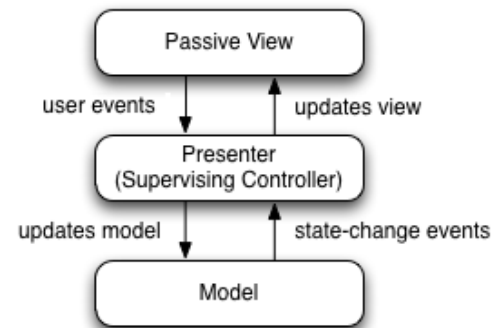 Passive View
user events
updates view
Presenter
(Supervising Controller)
updates model
state-change events
Model